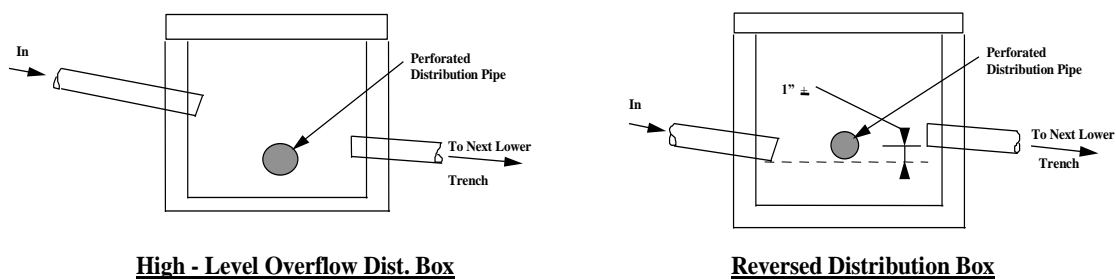 In
Perforated
Distribution Pipe
To Next Lower
Trench
High - Level Overflow Dist. Box
Perforated
Distribution Pipe
1” ±
In
To Next Lower
Trench
Reversed Distribution Box